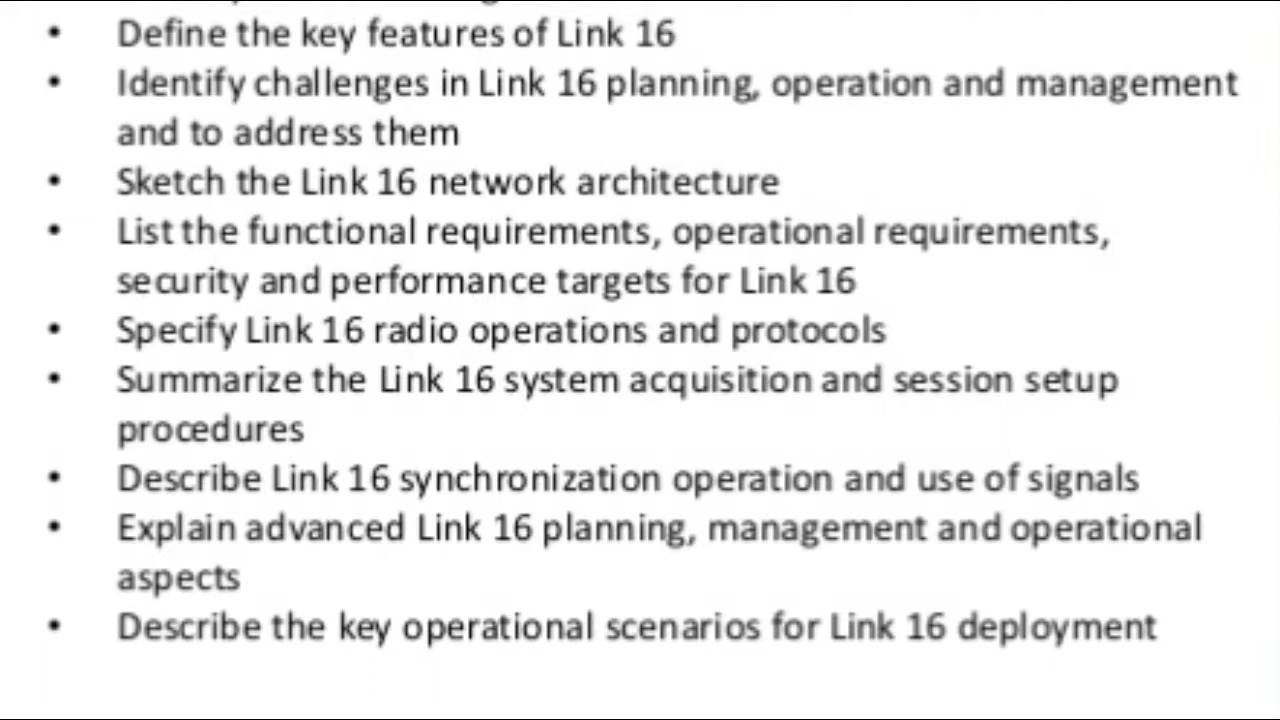 • Define the key features of Link 16
• Identify challenges in Link 16 planning, operation and management
and to address them
• Sketch the Link 16 network architecture
• List the functional requirements, operational requirements,
security and performance targets for Link 16
• Specify Link 16 radio operations and protocols
• Summarize the Link 16 system acquisition and session setup
procedures
• Describe Link 16 synchronization operation and use of signals
• Explain advanced Link 16 planning, management and operational
aspects
• Describe the key operational scenarios for Link 16 deployment